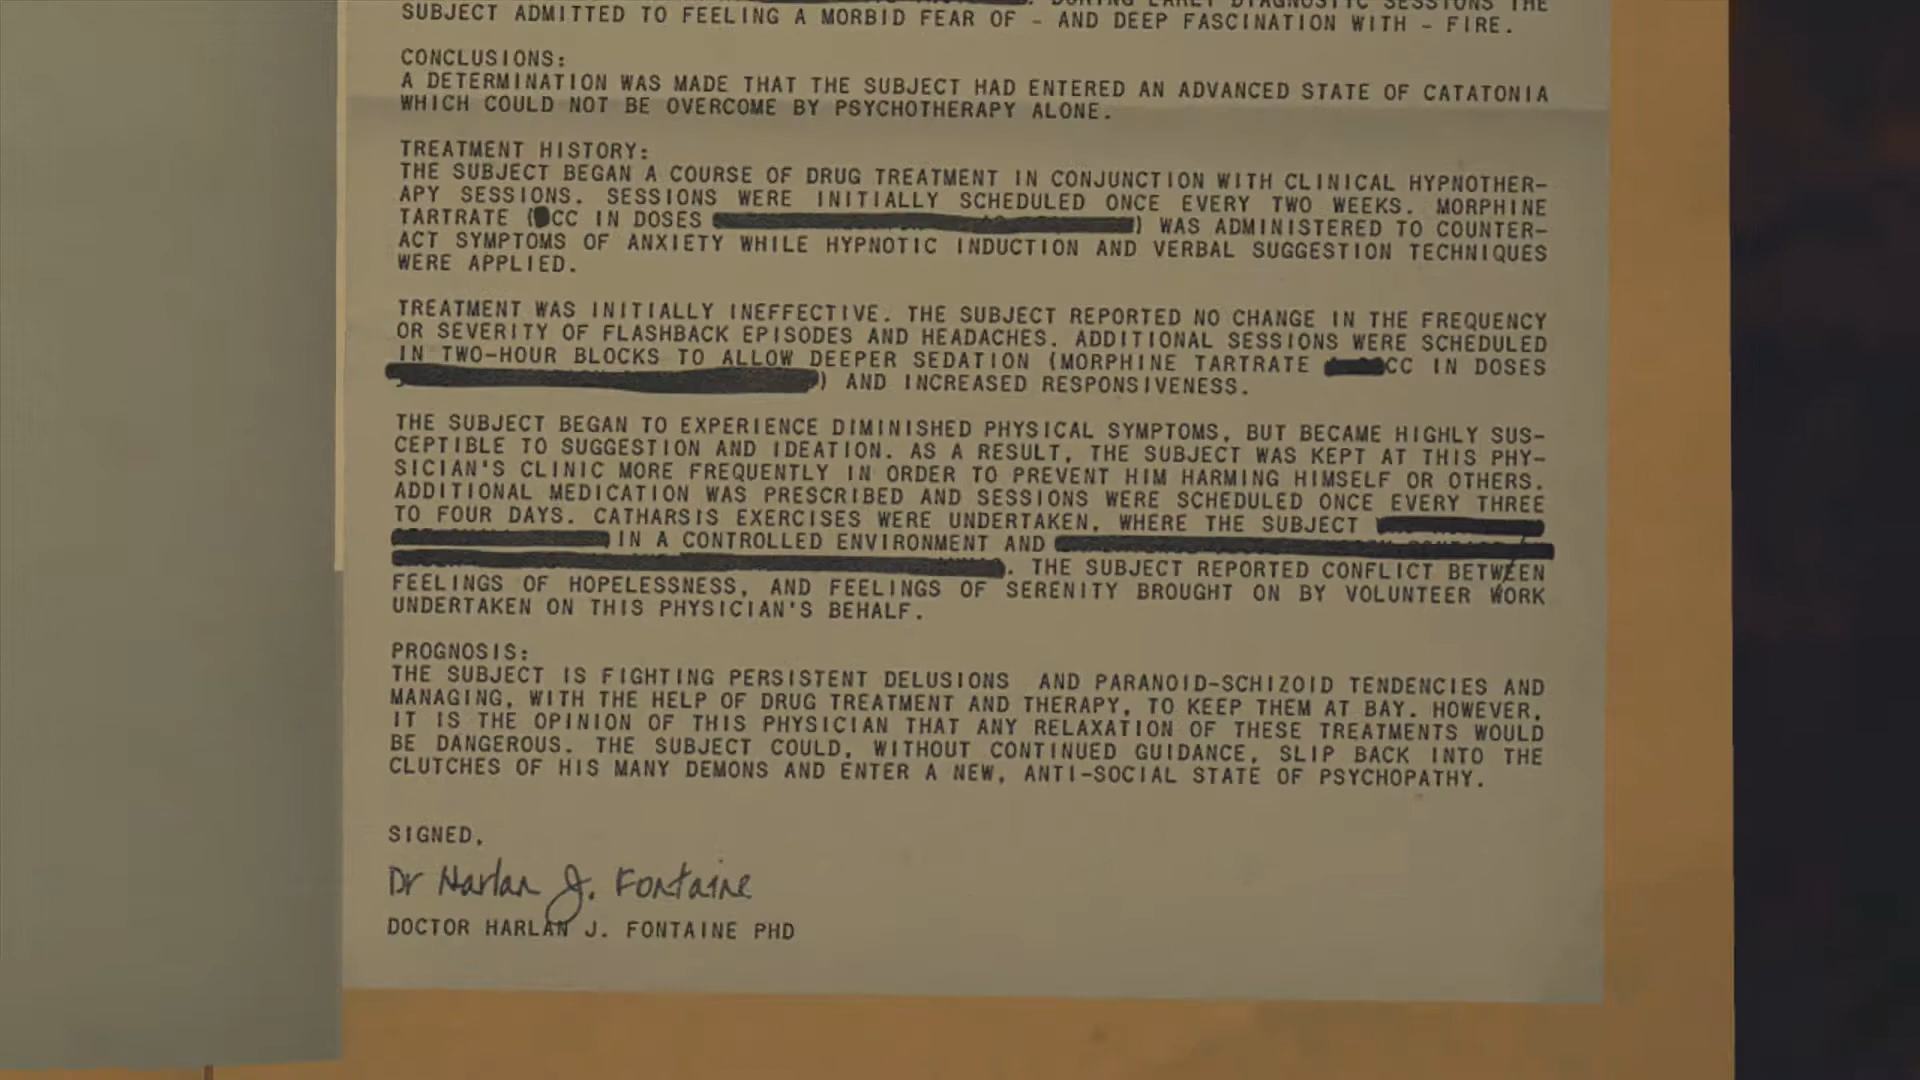 DURING EARLY DIAGNOSTIC SESSIONS THE
SUBJECT ADMITTED TO FEELING A MORBID FEAR OF - AND DEEP FASCINATION WITH - FIRE.
CONCLUSIONS:
A DETERMINATION WAS MADE THAT THE SUBJECT HAD ENTERED AN ADVANCED STATE OF CATATONIA
WHICH COULD NOT BE OVERCOME BY PSYCHOTHERAPY ALONE.
TREATMENT HISTORY:
THE SUBJECT BEGAN A COURSE OF DRUG TREATMENT IN CONJUNCTION WITH CLINICAL HYPNOTHER-
APY SESSIONS. SESSIONS WERE INITIALLY SCHEDULED ONCE EVERY TWO WEEKS. MORPHINE
TARTRATE ( CC IN DOSES ) WAS ADMINISTERED TO COUNTER-
ACT SYMPTOMS OF ANXIETY WHILE HYPNOTIC INDUCTION AND VERBAL SUGGESTION TECHNIQUES
WERE APPLIED.
TREATMENT WAS INITIALLY INEFFECTIVE. THE SUBJECT REPORTED NO CHANGE IN THE FREQUENCY
OR SEVERITY OF FLASHBACK EPISODES AND HEADACHES. ADDITIONAL SESSIONS WERE SCHEDULED
IN TWO-HOUR BLOCKS TO ALLOW DEEPER SEDATION (MORPHINE TARTRATE CC IN DOSES
) AND INCREASED RESPONSIVENESS.
THE SUBJECT BEGAN TO EXPERIENCE DIMINISHED PHYSICAL SYMPTOMS, BUT BECAME HIGHLY SUS-
CEPTIBLE TO SUGGESTION AND IDEATION. AS A RESULT, THE SUBJECT WAS KEPT AT THIS PHY-
SICIAN'S CLINIC MORE FREQUENTLY IN ORDER TO PREVENT HIM HARMING HIMSELF OR OTHERS.
ADDITIONAL MEDICATION WAS PRESCRIBED AND SESSIONS WERE SCHEDULED ONCE EVERY THREE
TO FOUR DAYS. CATHARSIS EXERCISES WERE UNDERTAKEN, WHERE THE SUBJECT
IN A CONTROLLED ENVIRONMENT AND
. THE SUBJECT REPORTED CONFLICT BETWEEN
FEELINGS OF HOPELESSNESS, AND FEELINGS OF SERENITY BROUGHT ON BY VOLUNTEER WORK
UNDERTAKEN ON THIS PHYSICIAN'S BEHALF.
PROGNOSIS:
THE SUBJECT IS FIGHTING PERSISTENT DELUSIONS AND PARANOID-SCHIZOID TENDENCIES AND
MANAGING, WITH THE HELP OF DRUG TREATMENT AND THERAPY, TO KEEP THEM AT BAY. HOWEVER,
IT IS THE OPINION OF THIS PHYSICIAN THAT ANY RELAXATION OF THESE TREATMENTS WOULD
BE DANGEROUS. THE SUBJECT COULD, WITHOUT CONTINUED GUIDANCE, SLIP BACK INTO THE
CLUTCHES OF HIS MANY DEMONS AND ENTER A NEW, ANTI-SOCIAL STATE OF PSYCHOPATHY.
SIGNED,
Dr Harlan J. Fontaine
DOCTOR HARLAN J. FONTAINE PHD